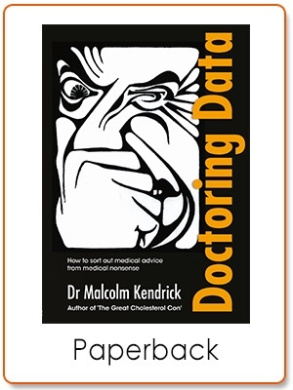 Doctoring Data
How to sort out medical advice
from medical nonsense
Dr Malcolm Kendrick
Author of 'The Great Cholesterol Con'
Paperback